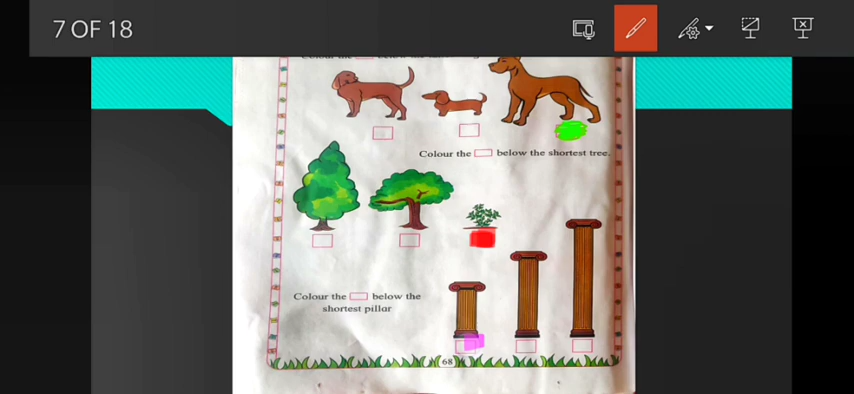 7 OF 18
Colour the below the shortest tree.
Colour the below the
shortest pillar
68